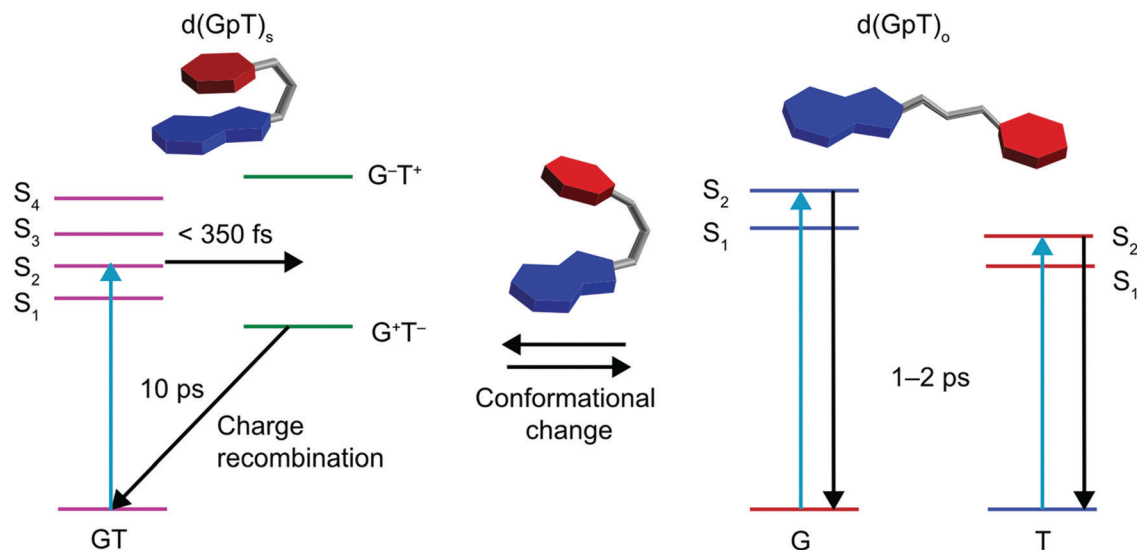 d(GpT)ₛ
d(GpT)ₒ
G⁻T⁺
S₄
S₃
S₂
S₁
< 350 fs
G⁺T⁻
10 ps
Charge
recombination
GT
Conformational
change
S₂
S₁
S₂
S₁
1–2 ps
G
T